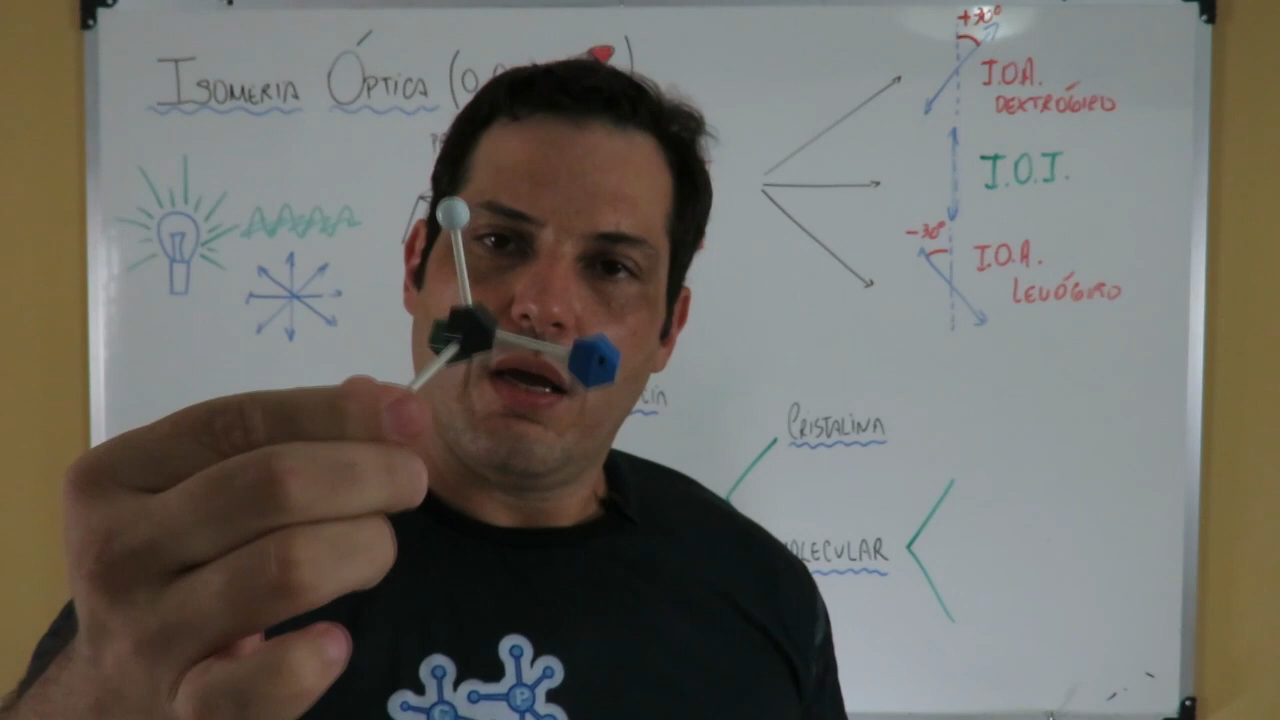 ISOMERIA ÓPTICA (
+30°
I.O.A.
DEXTRÓGIRO
I.O.I.
-30°
I.O.A.
LEVÓGIRO
CRISTALINA
OLECULAR
P